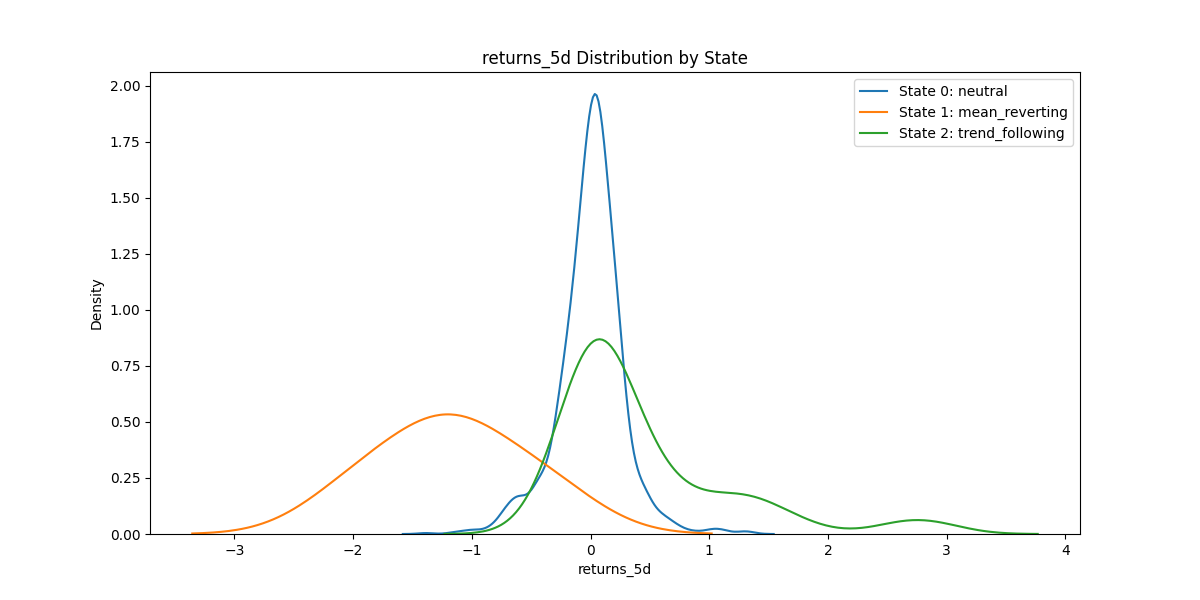 returns_5d Distribution by State
2.00
1.75
1.50
1.25
1.00
0.75
0.50
0.25
0.00
Density
State 0: neutral
State 1: mean_reverting
State 2: trend_following
−3
−2
−1
0
1
2
3
4
returns_5d